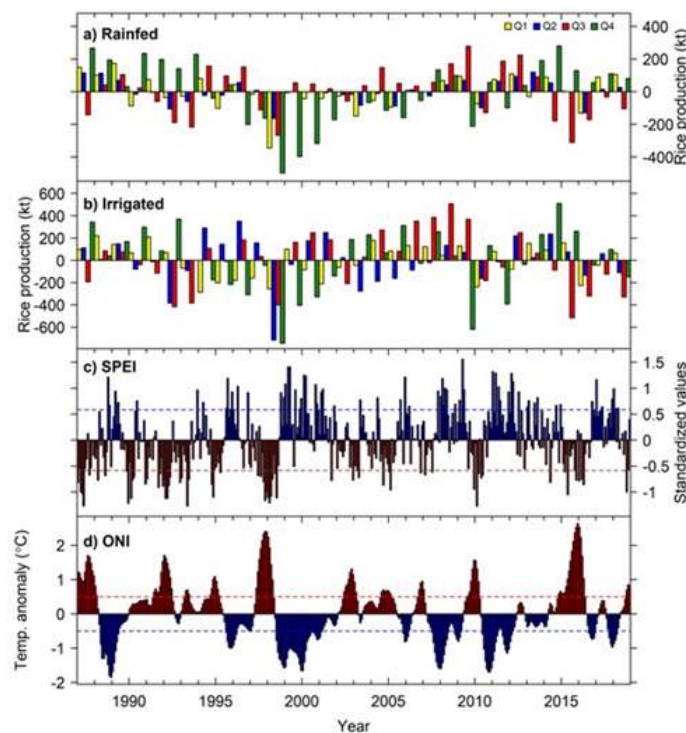 a) Rainfed
Q1 Q2 Q3 Q4
400
200
0
-200
-400
Rice production (kt)
b) Irrigated
600
400
200
0
-200
-400
-600
Rice production (kt)
c) SPEI
1.5
1
0.5
0
-0.5
-1
Standardized values
d) ONI
2
1
0
-1
-2
Temp. anomaly (°C)
1990 1995 2000 2005 2010 2015
Year